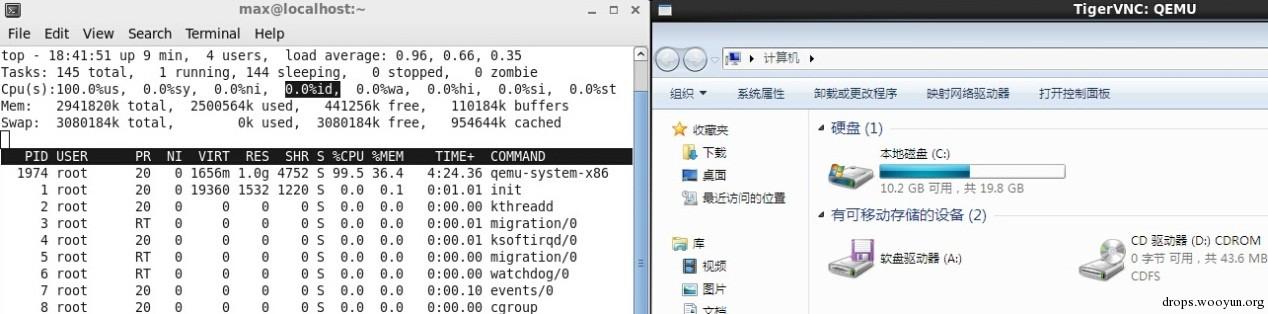 max@localhost:~
File Edit View Search Terminal Help
top - 18:41:51 up 9 min, 4 users, load average: 0.96, 0.66, 0.35
Tasks: 145 total, 1 running, 144 sleeping, 0 stopped, 0 zombie
Cpu(s):100.0%us, 0.0%sy, 0.0%ni, 0.0%id, 0.0%wa, 0.0%hi, 0.0%si, 0.0%st
Mem: 2941820k total, 2500564k used, 441256k free, 110184k buffers
Swap: 3080184k total, 0k used, 3080184k free, 954644k cached
PID USER PR NI VIRT RES SHR S %CPU %MEM TIME+ COMMAND
1974 root 20 0 1656m 1.0g 4752 S 99.5 36.4 4:24.36 qemu-system-x86
1 root 20 0 19360 1532 1220 S 0.0 0.1 0:01.01 init
2 root 20 0 0 0 0 S 0.0 0.0 0:00.00 kthreadd
3 root RT 0 0 0 0 S 0.0 0.0 0:00.01 migration/0
4 root 20 0 0 0 0 S 0.0 0.0 0:00.01 ksoftirqd/0
5 root RT 0 0 0 0 S 0.0 0.0 0:00.00 migration/0
6 root RT 0 0 0 0 S 0.0 0.0 0:00.00 watchdog/0
7 root 20 0 0 0 0 S 0.0 0.0 0:00.10 events/0
8 root 20 0 0 0 0 S 0.0 0.0 0:00.00 cgroup
TigerVNC: QEMU
计算机
组织 系统属性 卸载或更改程序 映射网络驱动器 打开控制面板
收藏夹
下载
桌面
最近访问的位置
库
视频
图片
文档
硬盘 (1)
本地磁盘 (C:)
10.2 GB 可用，共 19.8 GB
有可移动存储的设备 (2)
软盘驱动器 (A:)
CD 驱动器 (D:) CDROM
0 字节 可用，共 43.6 MB
CDFS
drops.wooyun.org